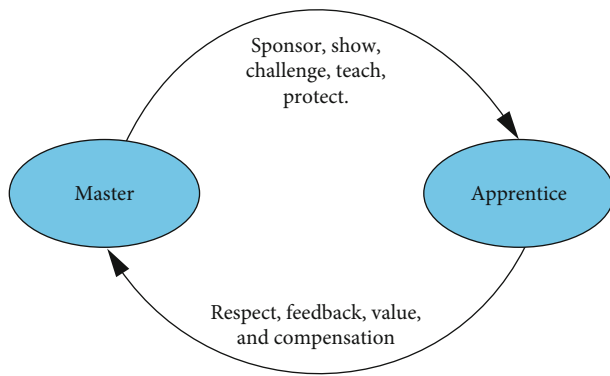 Sponsor, show,
challenge, teach,
protect.
Master
Apprentice
Respect, feedback, value,
and compensation